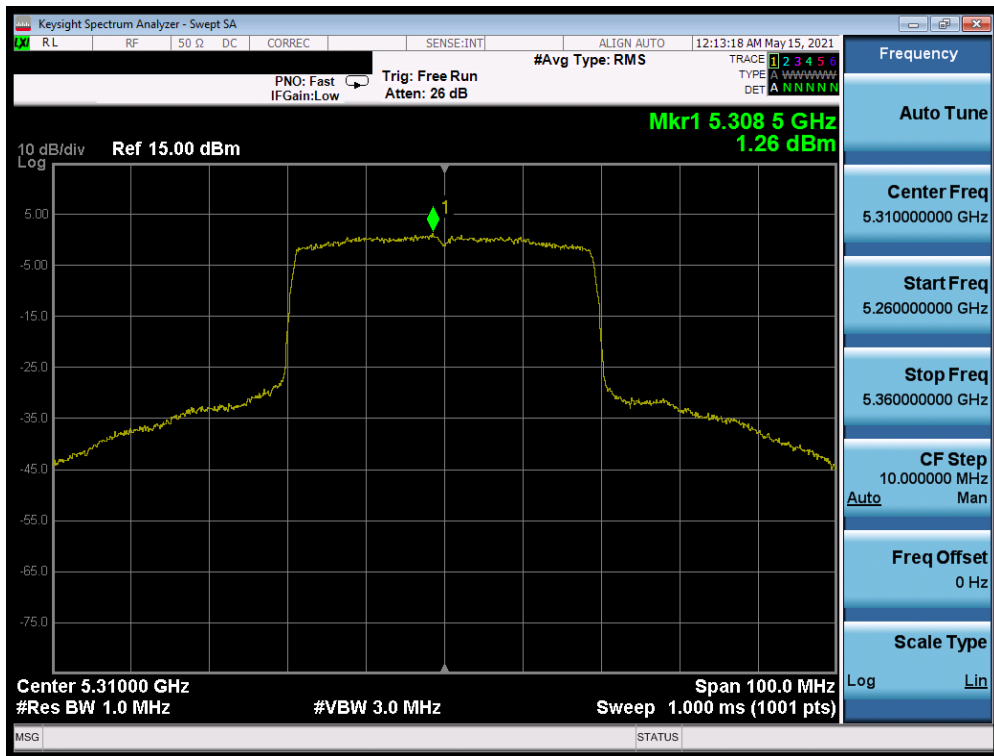 Keysight Spectrum Analyzer - Swept SA
LXI RL RF 50 Ω DC CORREC SENSE:INT ALIGN AUTO 12:13:18 AM May 15, 2021
#Avg Type: RMS TRACE 1 2 3 4 5 6
PNO: Fast Trig: Free Run TYPE A WWWWW
IFGain:Low Atten: 26 dB DET A N N N N N
Mkr1 5.308 5 GHz
1.26 dBm
10 dB/div Ref 15.00 dBm
Log
1
5.00
-5.00
-15.0
-25.0
-35.0
-45.0
-55.0
-65.0
-75.0
Center 5.31000 GHz Span 100.0 MHz
#Res BW 1.0 MHz #VBW 3.0 MHz Sweep 1.000 ms (1001 pts)
MSG STATUS
Frequency
Auto Tune
Center Freq
5.310000000 GHz
Start Freq
5.260000000 GHz
Stop Freq
5.360000000 GHz
CF Step
10.000000 MHz
Auto Man
Freq Offset
0 Hz
Scale Type
Log Lin